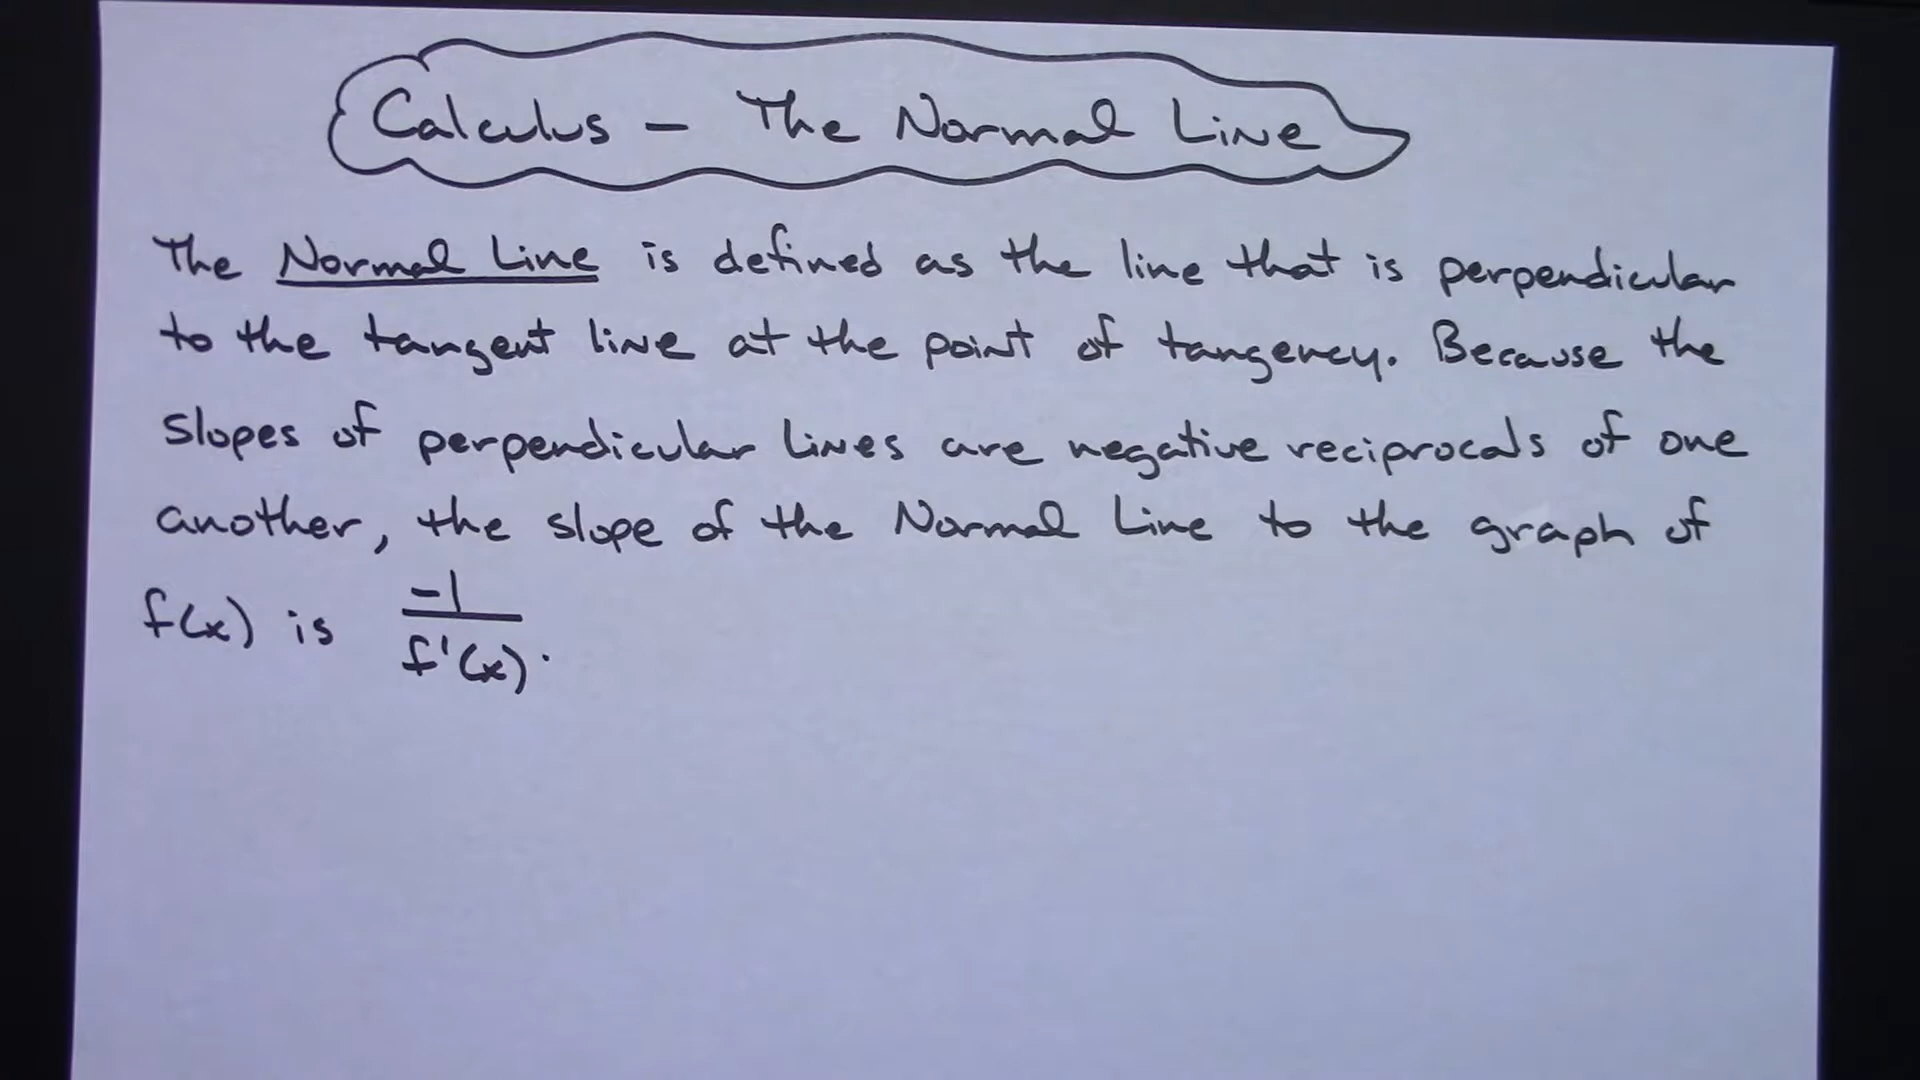 Calculus - The Normal Line
The Normal Line is defined as the line that is perpendicular
to the tangent line at the point of tangency. Because the
slopes of perpendicular lines are negative reciprocals of one
another, the slope of the Normal Line to the graph of
f(x) is -1/f'(x).